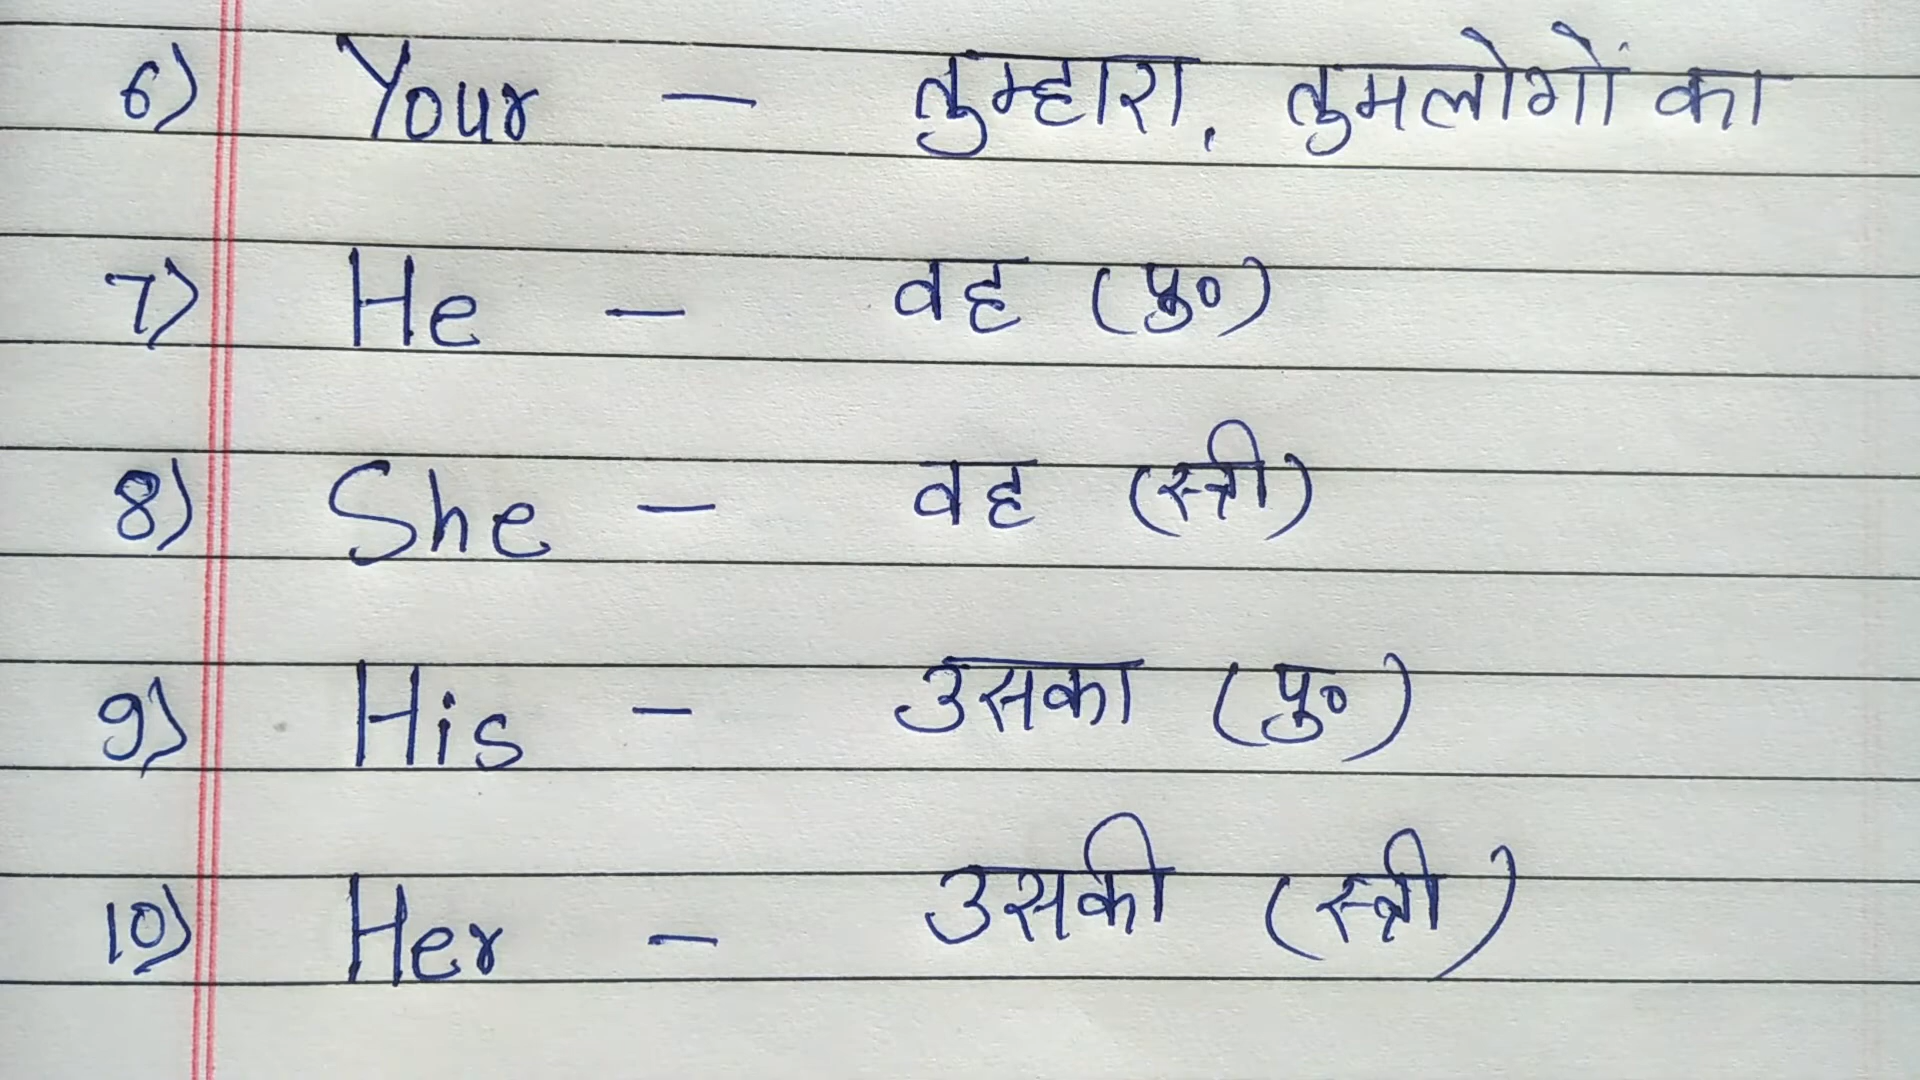 6) Your - तुम्हारा, तुमलोगों का
7) He - वह (पु०)
8) She - वह (स्त्री)
9) His - उसका (पु०)
10) Her - उसकी (स्त्री)